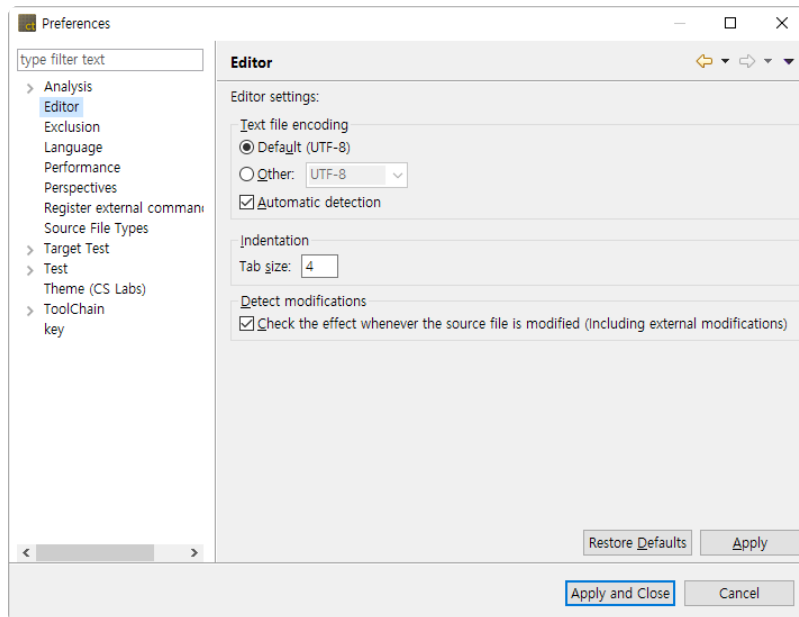 ct Preferences
type filter text
Analysis
Editor
Exclusion
Language
Performance
Perspectives
Register external comman
Source File Types
Target Test
Test
Theme (CS Labs)
ToolChain
key
Editor
Editor settings:
Text file encoding
Default (UTF-8)
Other: UTF-8
Automatic detection
Indentation
Tab size: 4
Detect modifications
Check the effect whenever the source file is modified (Including external modifications)
Restore Defaults Apply
Apply and Close Cancel